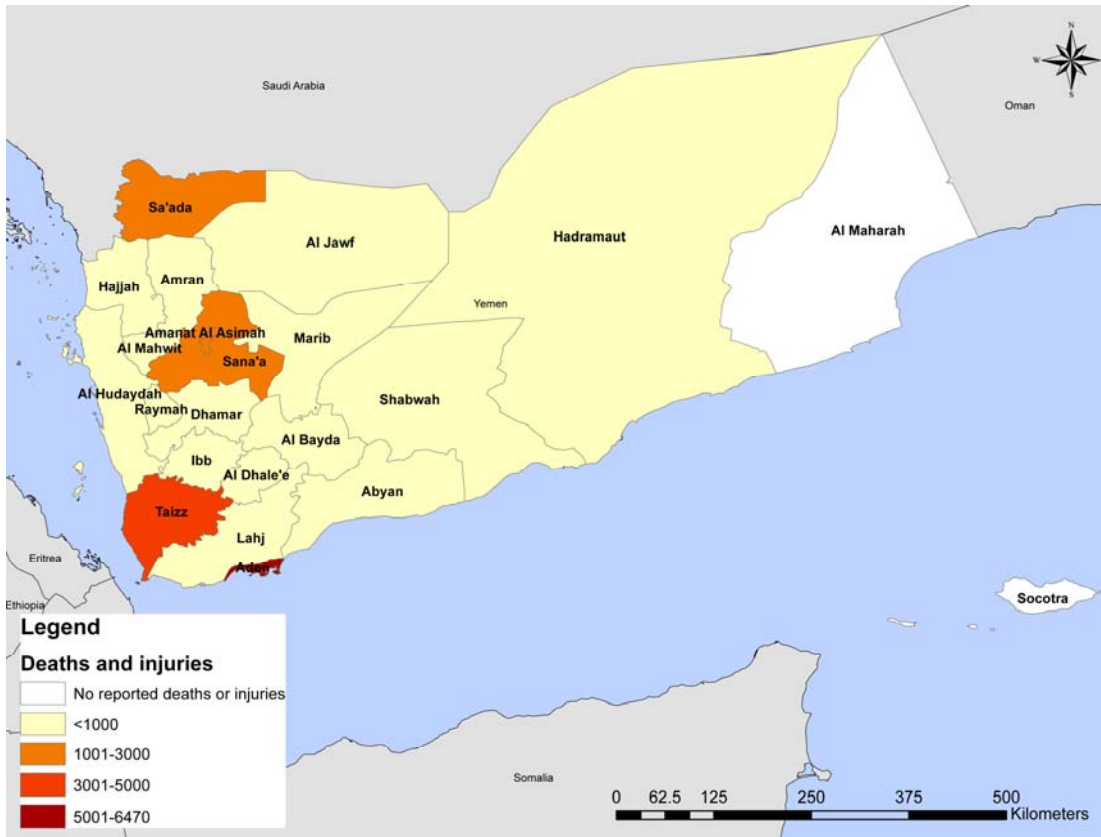 N
W E
S
Saudi Arabia
Oman
Sa'ada
Al Jawf
Hadramaut
Al Maharah
Hajjah
Amran
Yemen
Amanat Al Asimah
Marib
Al Mahwit
Sana'a
Al Hudaydah
Raymah
Dhamar
Shabwah
Al Bayda
Ibb
Al Dhale'e
Abyan
Taizz
Lahj
Aden
Eritrea
Ethiopia
Socotra
Somalia
Legend
Deaths and injuries
No reported deaths or injuries
<1000
1001-3000
3001-5000
5001-6470
0 62.5 125 250 375 500
Kilometers